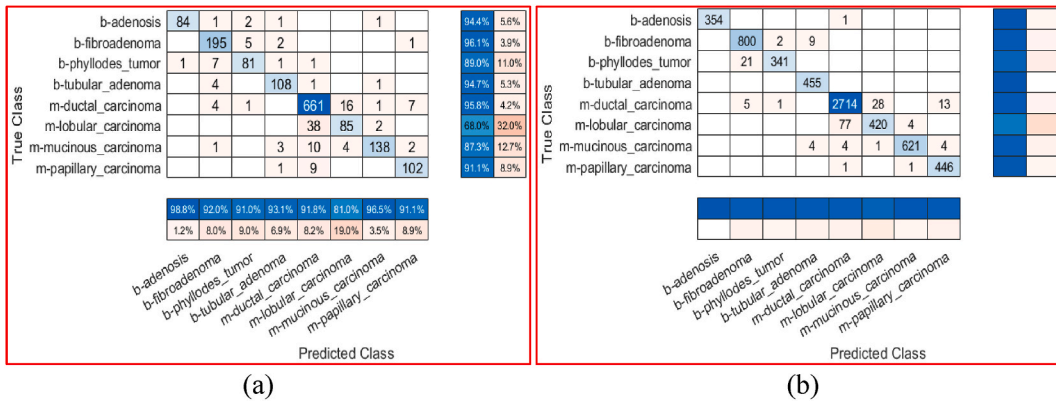 True Class
b-adenosis 84 1 2 1 1 94.4% 5.6%
b-fibroadenoma 195 5 2 1 96.1% 3.9%
b-phyllodes_tumor 1 7 81 1 1 89.0% 11.0%
b-tubular_adenoma 4 108 1 1 94.7% 5.3%
m-ductal_carcinoma 4 1 661 16 1 7 95.8% 4.2%
m-lobular_carcinoma 38 85 2 68.0% 32.0%
m-mucinous_carcinoma 1 3 10 4 138 2 87.3% 12.7%
m-papillary_carcinoma 1 9 102 91.1% 8.9%
98.8% 92.0% 91.0% 93.1% 91.8% 81.0% 96.5% 91.1%
1.2% 8.0% 9.0% 6.9% 8.2% 19.0% 3.5% 8.9%
b-adenosis
b-fibroadenoma
b-phyllodes_tumor
b-tubular_adenoma
m-ductal_carcinoma
m-lobular_carcinoma
m-mucinous_carcinoma
m-papillary_carcinoma
Predicted Class
(a)
True Class
b-adenosis 354 1
b-fibroadenoma 800 2 9
b-phyllodes_tumor 21 341
b-tubular_adenoma 455
m-ductal_carcinoma 5 1 2714 28 13
m-lobular_carcinoma 77 420 4
m-mucinous_carcinoma 4 4 1 621 4
m-papillary_carcinoma 1 1 446
b-adenosis
b-fibroadenoma
b-phyllodes_tumor
b-tubular_adenoma
m-ductal_carcinoma
m-lobular_carcinoma
m-mucinous_carcinoma
m-papillary_carcinoma
Predicted Class
(b)